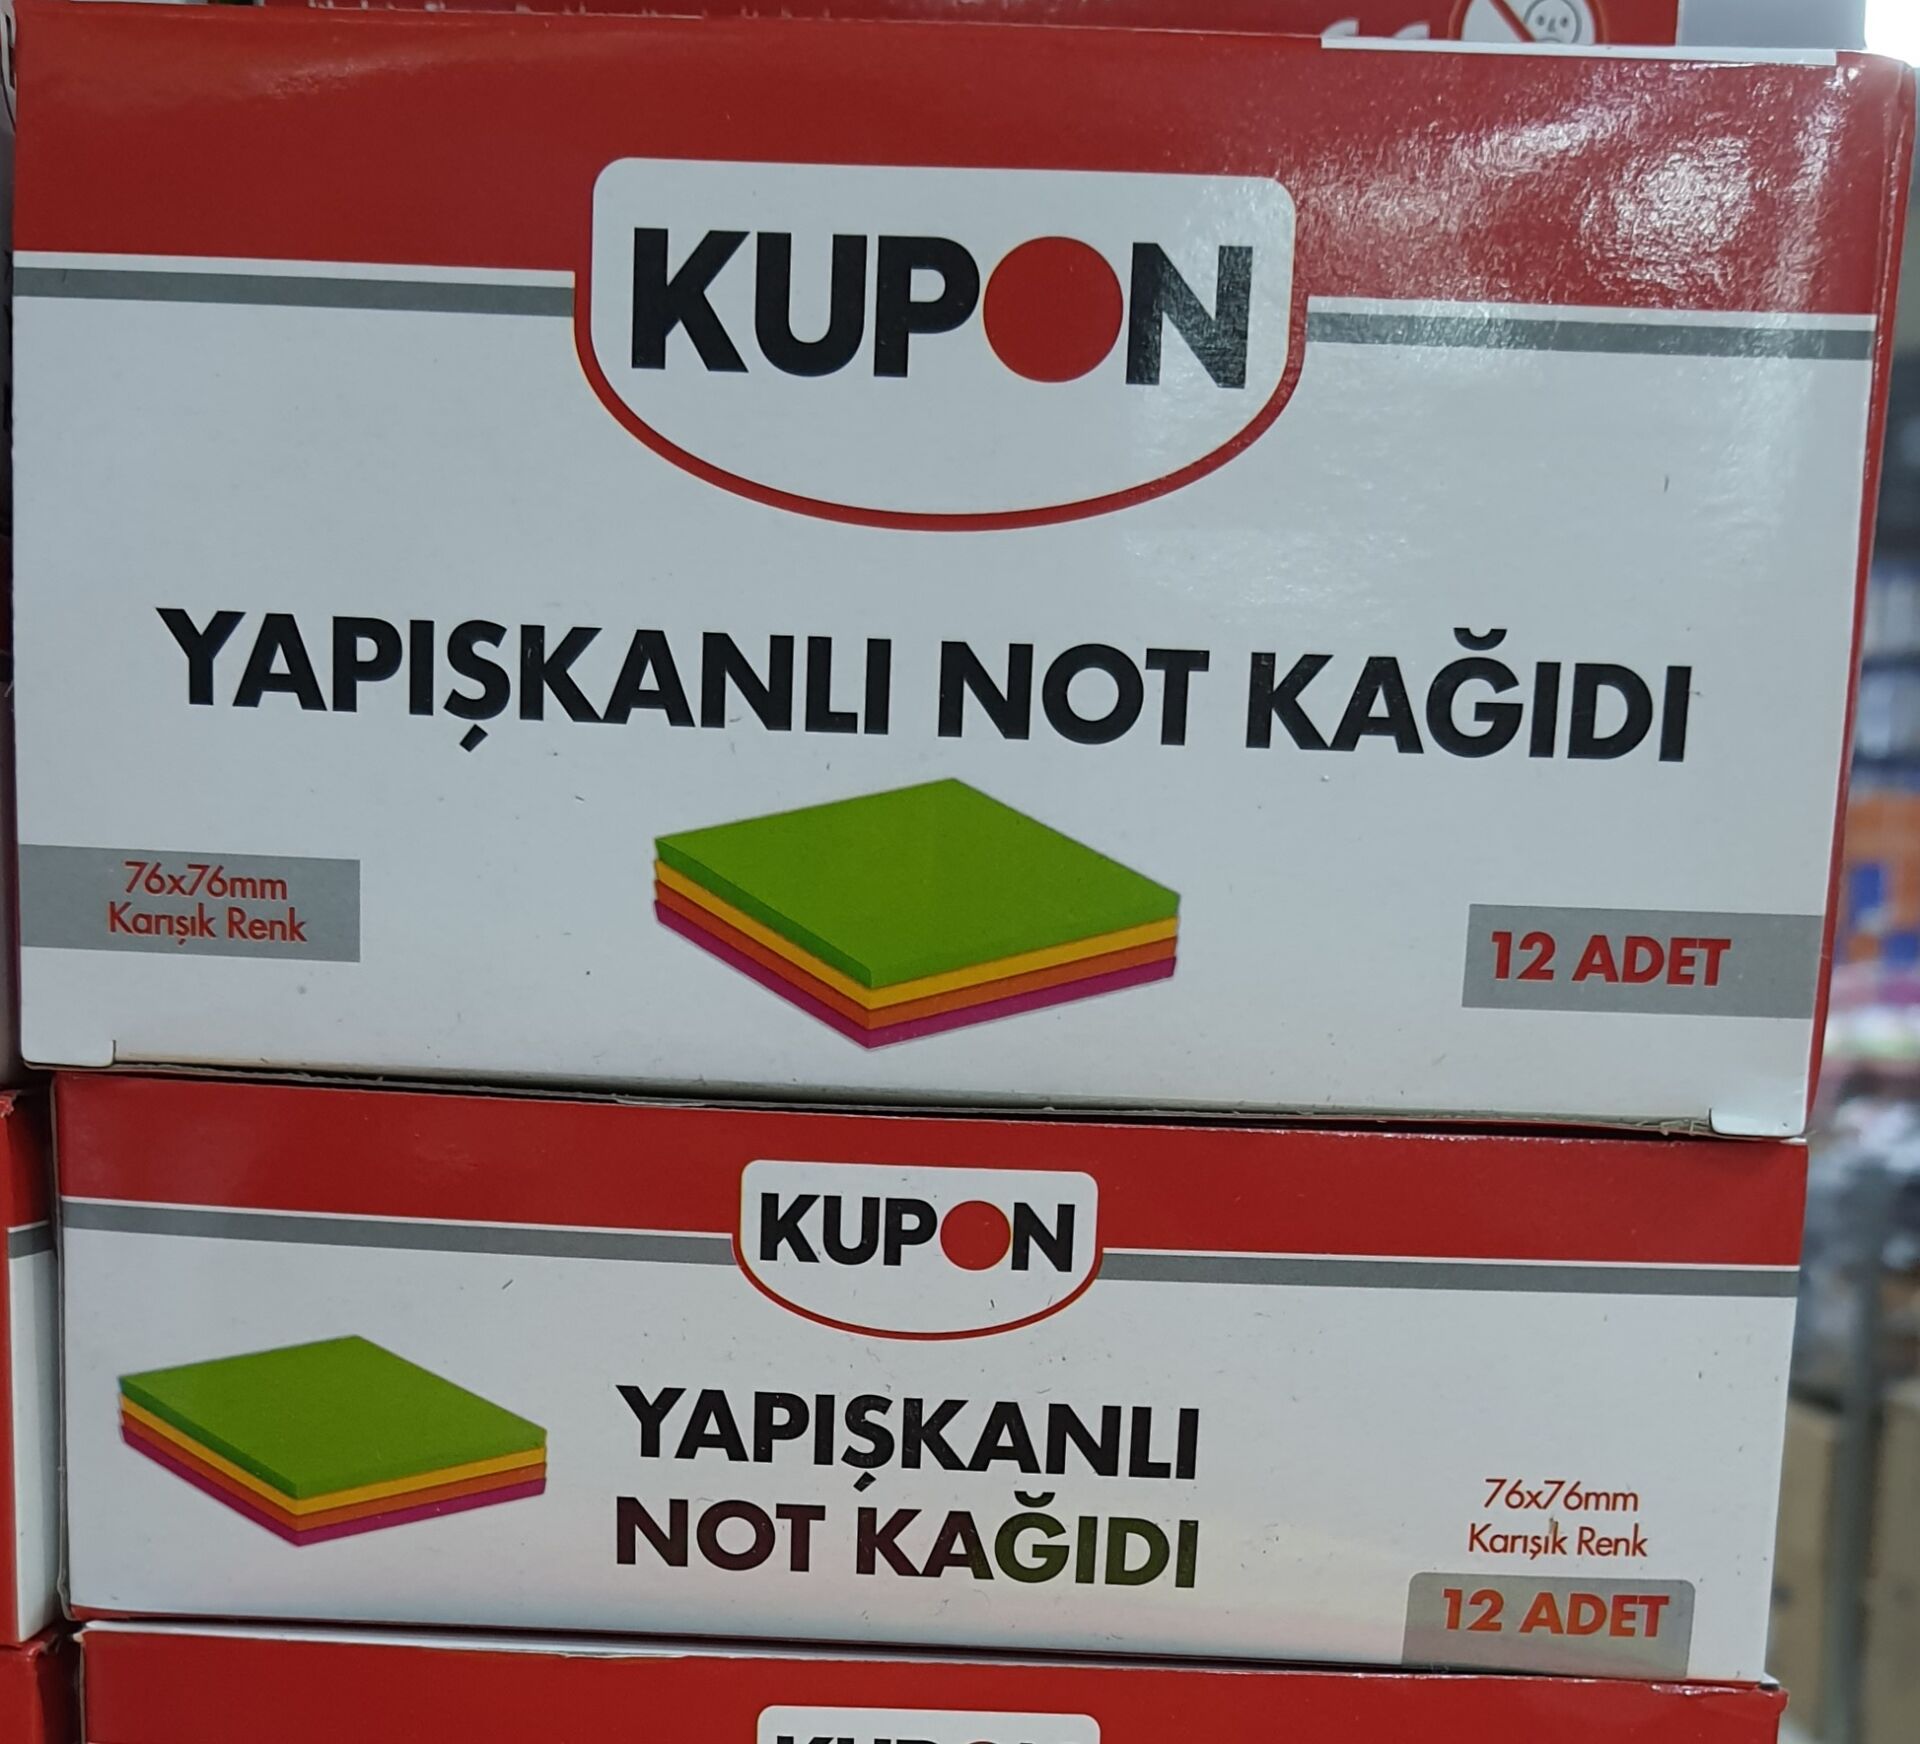 KUPON
YAPIŞKANLI NOT KAĞIDI
76x76mm
Karışık Renk
12 ADET
KUPON
YAPIŞKANLI
NOT KAĞIDI
76x76mm
Karışık Renk
12 ADET